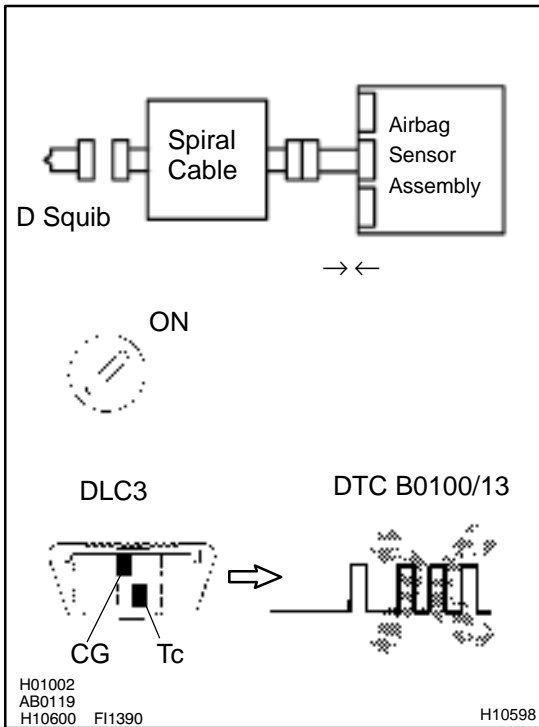 Spiral
Cable
Airbag
Sensor
Assembly
D Squib
ON
DLC3
DTC B0100/13
CG
Tc
H01002
AB0119
H10600 FI1390
H10598